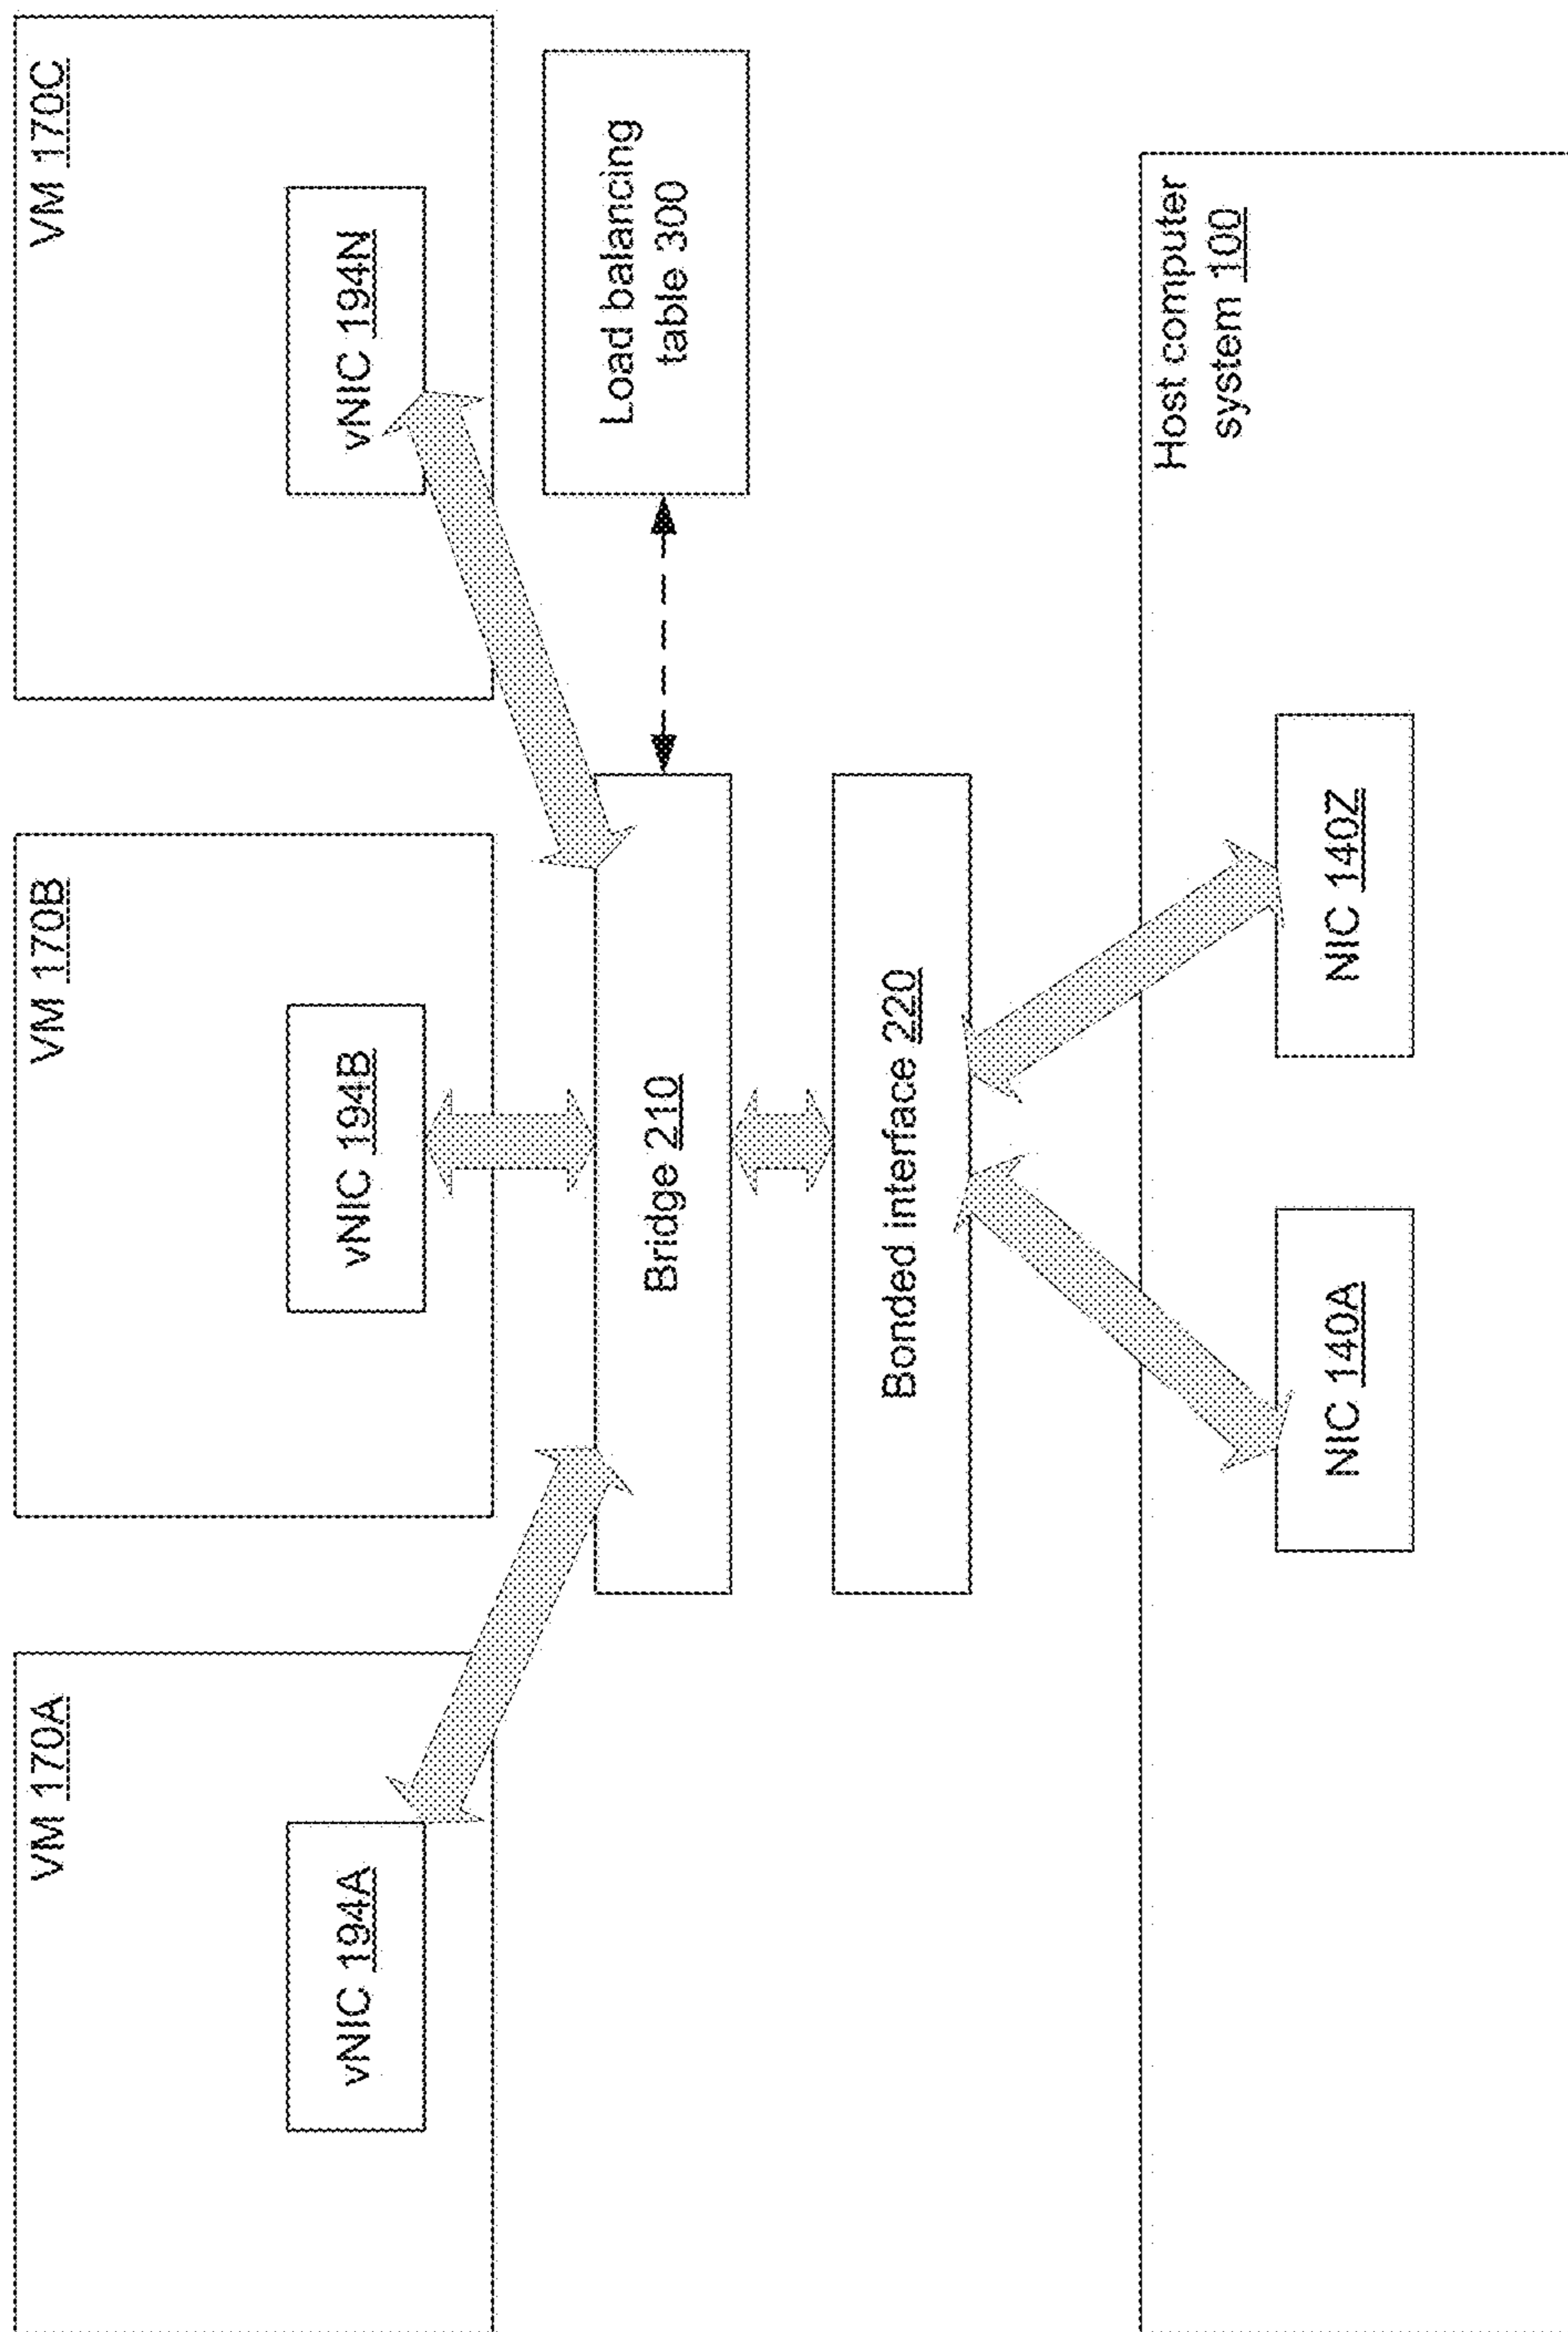 VM 170A
vNIC 194A
VM 170B
vNIC 194B
VM 170C
vNIC 194N
Bridge 210
Load balancing
table 300
Bonded interface 220
Host computer
system 100
NIC 140A
NIC 140Z